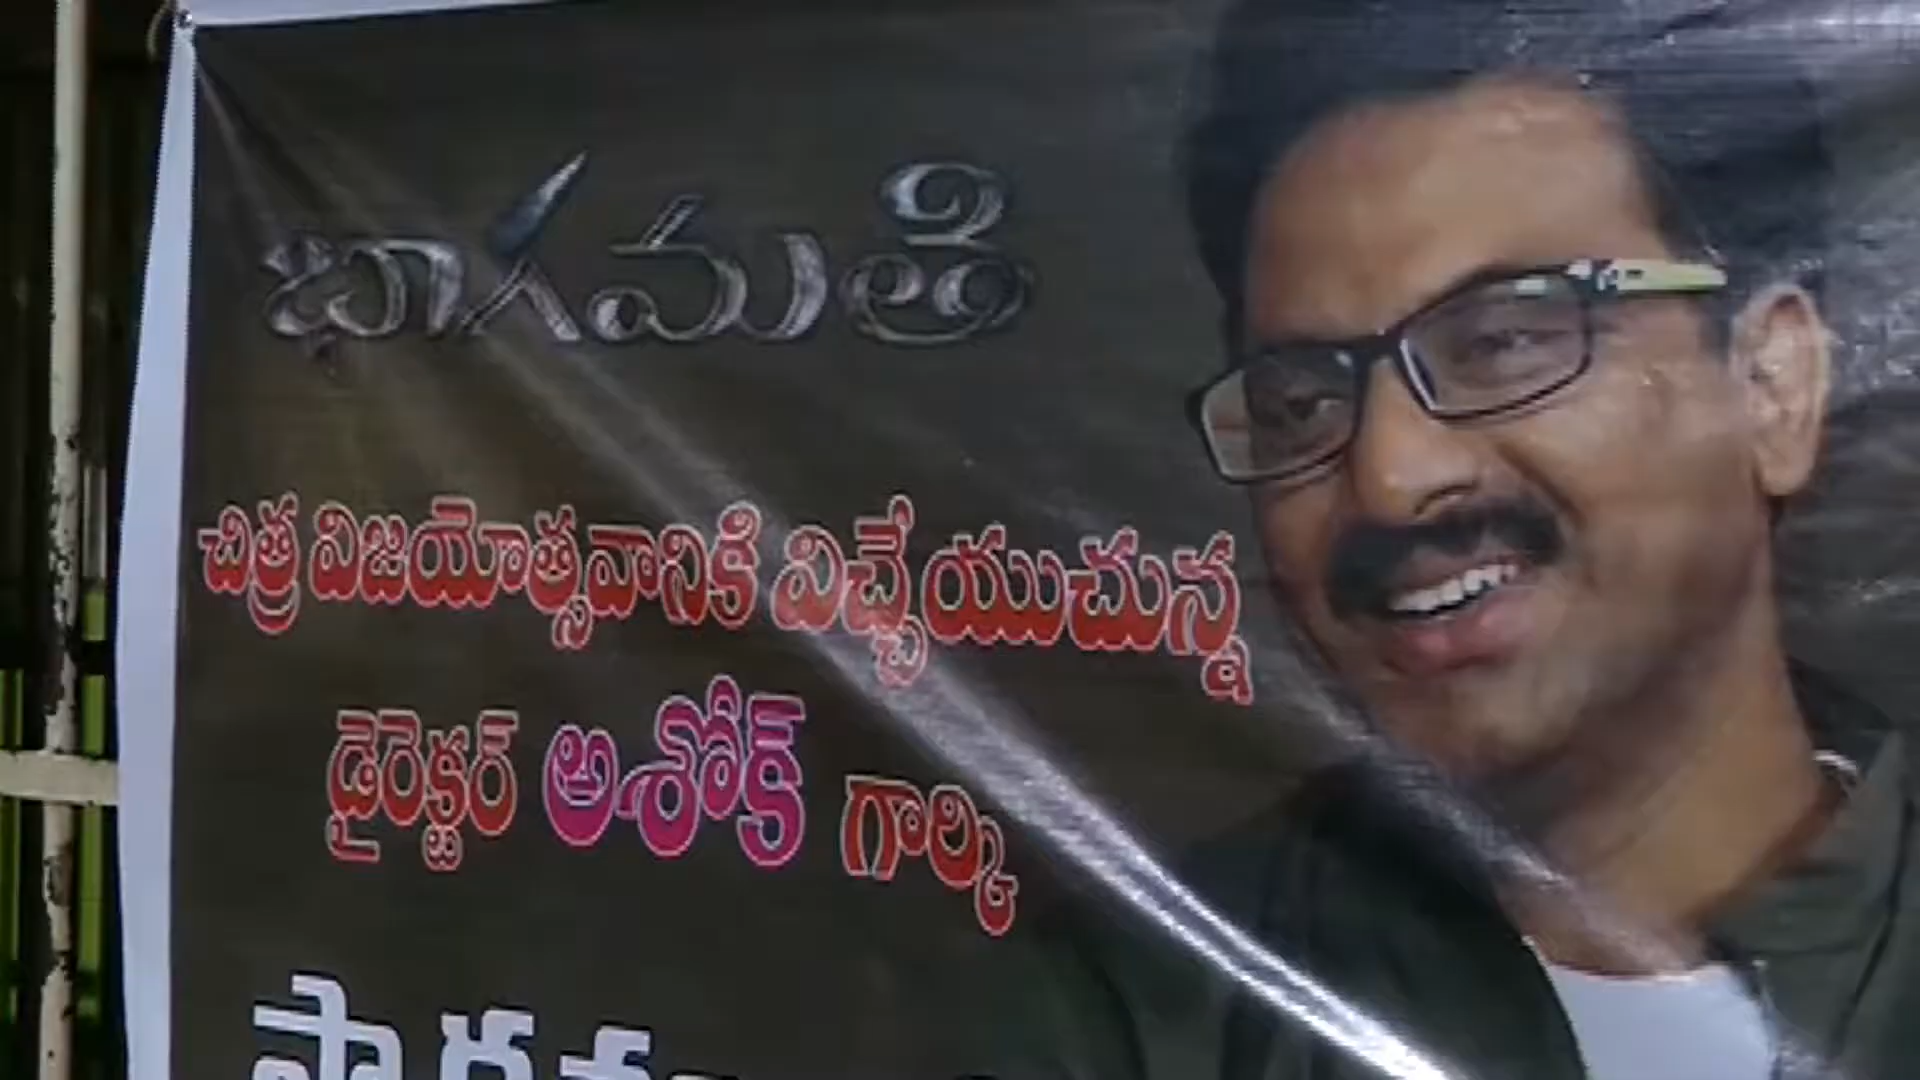 భాగమతి
చిత్ర విజయోత్సవానికి విచ్చేయుచున్న
డైరెక్టర్ అశోక్ గార్కి